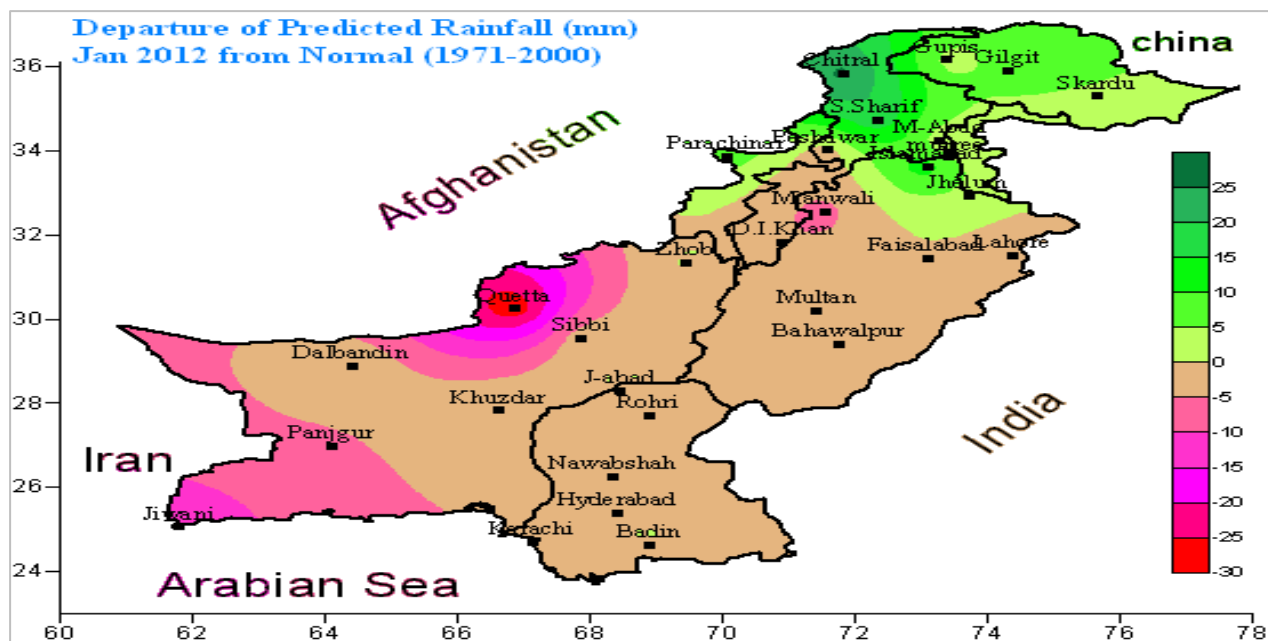 Departure of Predicted Rainfall (mm)
Jan 2012 from Normal (1971-2000)
china
Afghanistan
Iran
India
Arabian Sea
Chitral
Gupis
Gilgit
Skardu
S.Sharif
M-Abad
murree
Peshawar
Islamabad
Parachinar
Jhelum
Mianwali
D.I.Khan
Faisalabad
Lahore
Zhob
Quetta
Multan
Sibbi
Bahawalpur
Dalbandin
J-abad
Khuzdar
Rohri
Panjgur
Nawabshah
Hyderabad
Jiwani
Karachi
Badin
36
34
32
30
28
26
24
60
62
64
66
68
70
72
74
76
78
25
20
15
10
5
0
-5
-10
-15
-20
-25
-30